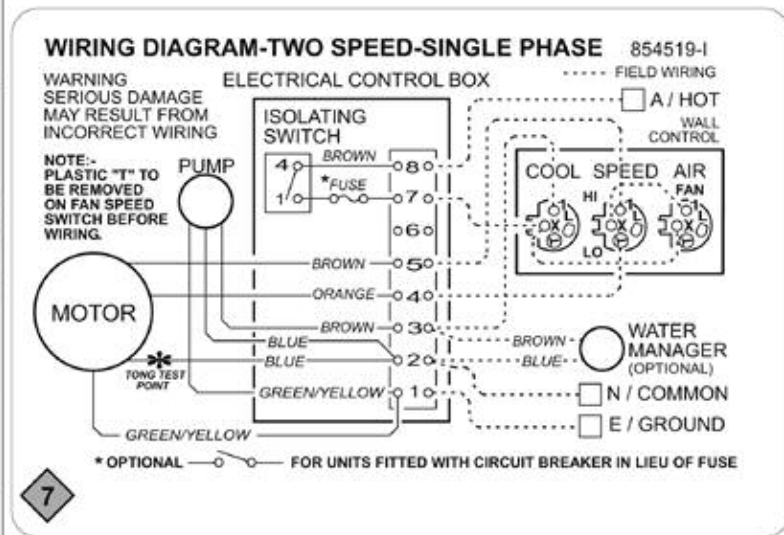 WIRING DIAGRAM-TWO SPEED-SINGLE PHASE 854519-I
WARNING
SERIOUS DAMAGE
MAY RESULT FROM
INCORRECT WIRING
NOTE:-
PLASTIC "T" TO
BE REMOVED
ON FAN SPEED
SWITCH BEFORE
WIRING.
ELECTRICAL CONTROL BOX
FIELD WIRING
A / HOT
WALL
CONTROL
ISOLATING
SWITCH
4 BROWN 8
1 *FUSE 7
6
BROWN 5
ORANGE 4
BROWN 3
BLUE
BLUE 2
GREEN/YELLOW 1
PUMP
MOTOR
TONG TEST
POINT
GREEN/YELLOW
COOL SPEED AIR
FAN
HI
1 1 1
L L L
X X X
LO
BROWN
BLUE
WATER
MANAGER
(OPTIONAL)
N / COMMON
E / GROUND
* OPTIONAL FOR UNITS FITTED WITH CIRCUIT BREAKER IN LIEU OF FUSE
7